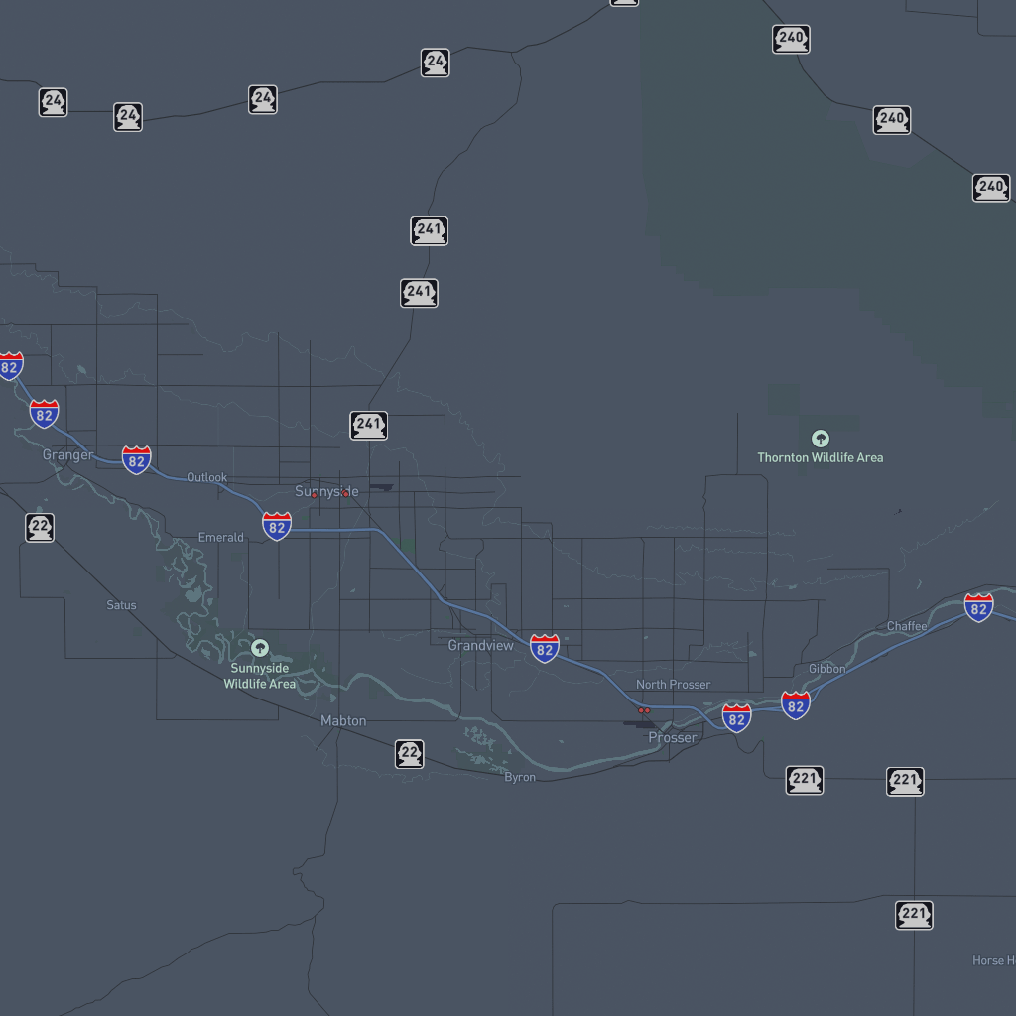 240
24
24
24
24
240
240
241
241
82
82
241
Thornton Wildlife Area
Granger
82
Outlook
Sunnyside
22
82
Emerald
Satus
82
Chaffee
Sunnyside
Wildlife Area
Grandview
82
Gibbon
North Prosser
82
82
Mabton
Prosser
22
Byron
221
221
221
Horse H